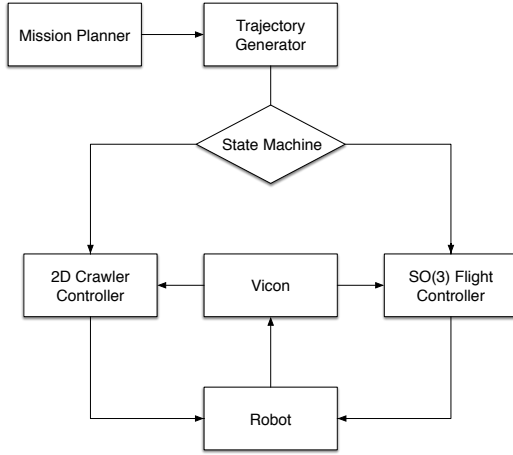 Mission Planner
Trajectory
Generator
State Machine
2D Crawler
Controller
Vicon
SO(3) Flight
Controller
Robot